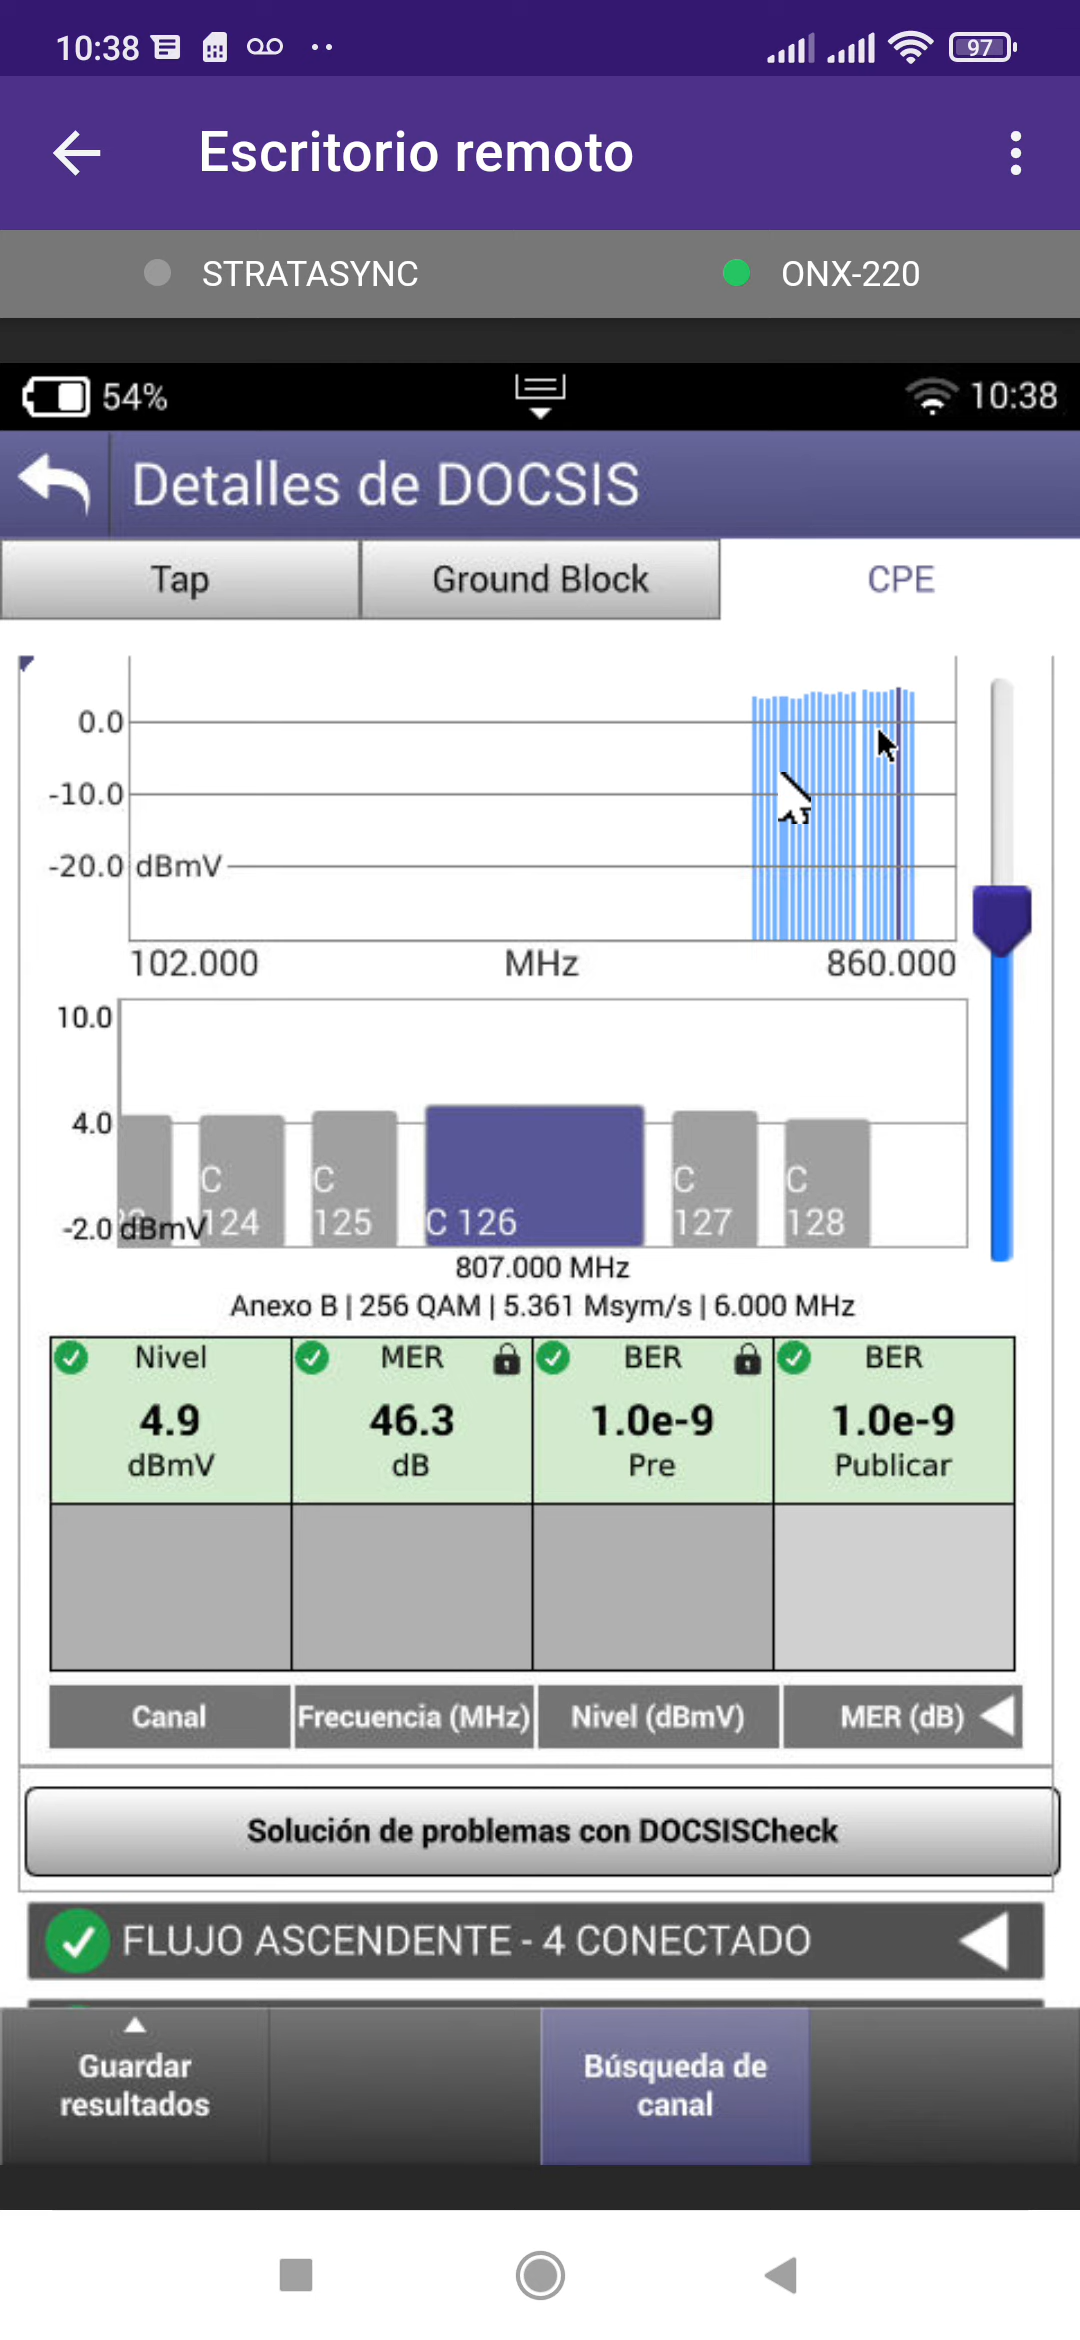 10:38
97
Escritorio remoto
STRATASYNC ONX-220
54% 10:38
Detalles de DOCSIS
Tap Ground Block CPE
0.0
-10.0
-20.0 dBmV
102.000 MHz 860.000
10.0
4.0
C 124 C 125 C 126 C 127 C 128
-2.0 dBmV
807.000 MHz
Anexo B | 256 QAM | 5.361 Msym/s | 6.000 MHz
Nivel MER BER BER
4.9 46.3 1.0e-9 1.0e-9
dBmV dB Pre Publicar
Canal Frecuencia (MHz) Nivel (dBmV) MER (dB)
Solución de problemas con DOCSISCheck
FLUJO ASCENDENTE - 4 CONECTADO
Guardar resultados
Búsqueda de canal